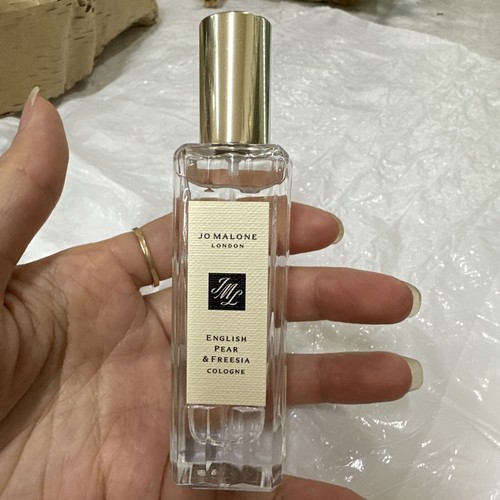 JO MALONE
LONDON
JML
ENGLISH
PEAR
& FREESIA
COLOGNE